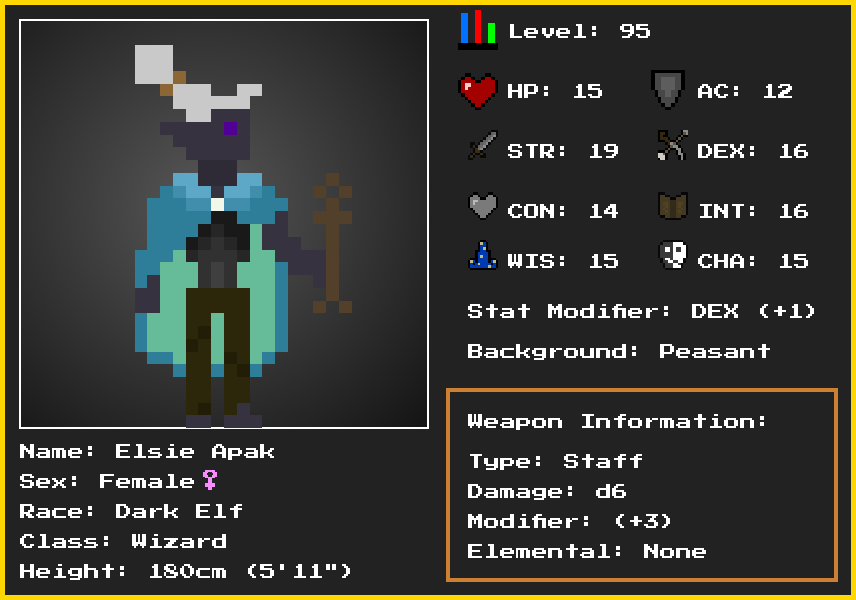 Level: 95
HP: 15 AC: 12
STR: 19 DEX: 16
CON: 14 INT: 16
WIS: 15 CHA: 15
Stat Modifier: DEX (+1)
Background: Peasant
Weapon Information:
Type: Staff
Damage: d6
Modifier: (+3)
Elemental: None
Name: Elsie Apak
Sex: Female♀
Race: Dark Elf
Class: Wizard
Height: 180cm (5'11")